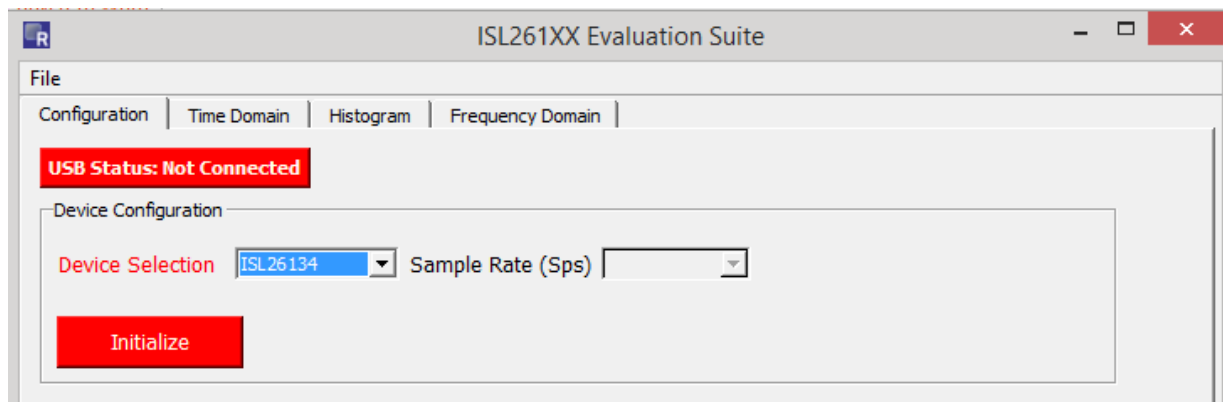 R
ISL261XX Evaluation Suite
File
Configuration Time Domain Histogram Frequency Domain
USB Status: Not Connected
Device Configuration
Device Selection ISL26134 Sample Rate (Sps)
Initialize